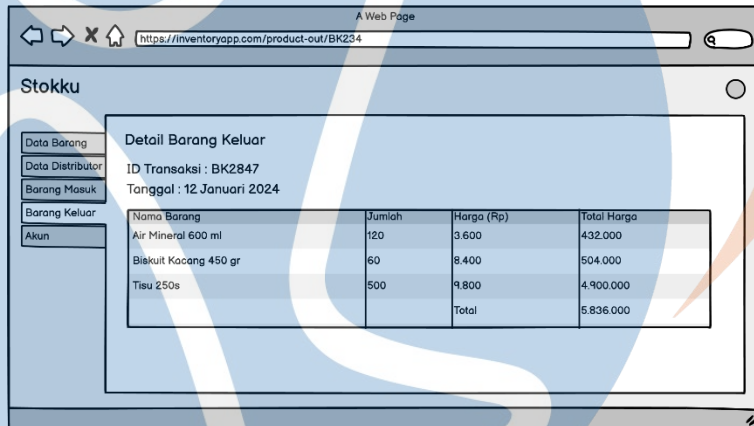 A Web Page
https://inventoryapp.com/product-out/BK234
Stokku
Data Barang
Data Distributor
Barang Masuk
Barang Keluar
Akun
Detail Barang Keluar
ID Transaksi : BK2847
Tanggal : 12 Januari 2024
Nama Barang Jumlah Harga (Rp) Total Harga
Air Mineral 600 ml 120 3.600 432.000
Biskuit Kacang 450 gr 60 8.400 504.000
Tisu 250s 500 9.800 4.900.000
Total 5.836.000